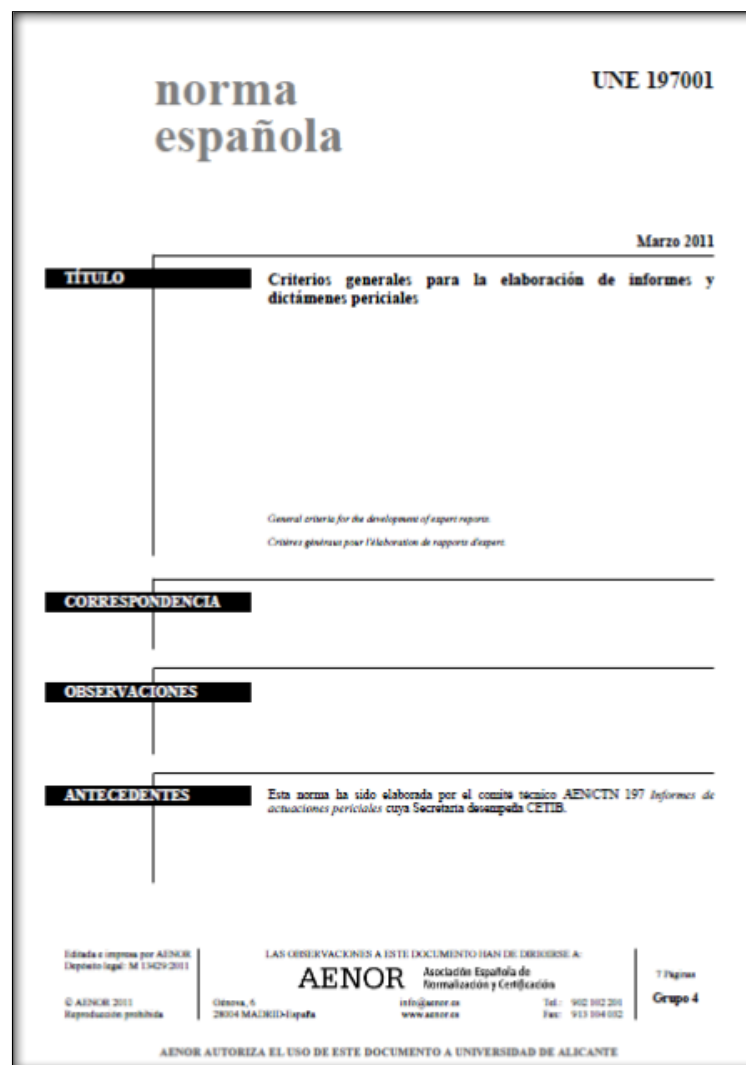 norma
española
UNE 197001
Marzo 2011
TÍTULO
Criterios generales para la elaboración de informes y
dictámenes periciales
General criteria for the development of expert reports.
Critères généraux pour l'élaboration de rapports d'expert.
CORRESPONDENCIA
OBSERVACIONES
ANTECEDENTES
Esta norma ha sido elaborada por el comité técnico AEN/CTN 197 Informes de
actuaciones periciales cuya Secretaría desempeña CETIB.
Editada e impresa por AENOR
Depósito legal: M 13429:2011
© AENOR 2011
Reproducción prohibida
LAS OBSERVACIONES A ESTE DOCUMENTO HAN DE DIRIGIRSE A:
AENOR Asociación Española de
Normalización y Certificación
Génova, 6
28004 MADRID-España
info@aenor.es
www.aenor.es
Tel.: 902 102 201
Fax: 913 104 032
7 Páginas
Grupo 4
AENOR AUTORIZA EL USO DE ESTE DOCUMENTO A UNIVERSIDAD DE ALICANTE